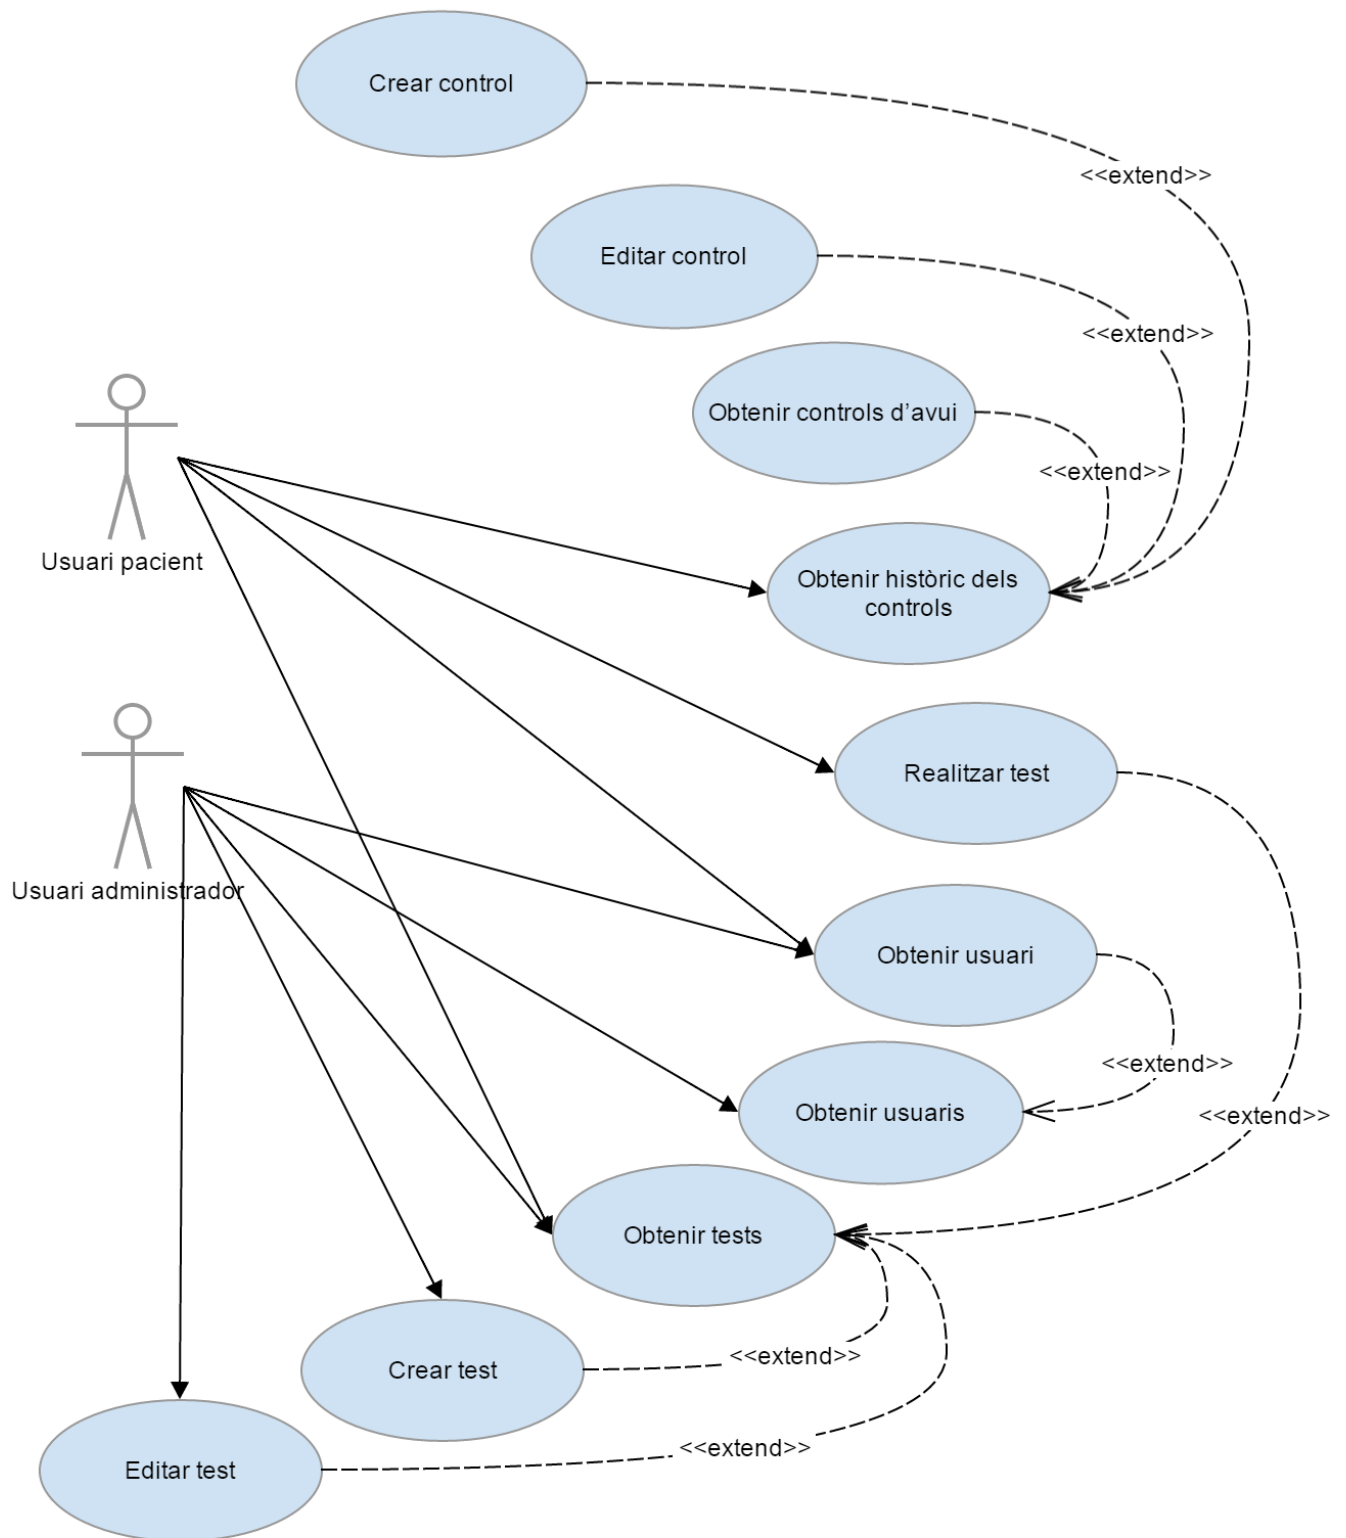 Crear control
<<extend>>
Editar control
<<extend>>
Obtenir controls d’avui
<<extend>>
Usuari pacient
Obtenir històric dels
controls
Realitzar test
Usuari administrador
Obtenir usuari
<<extend>>
Obtenir usuaris
<<extend>>
Obtenir tests
<<extend>>
Crear test
<<extend>>
Editar test